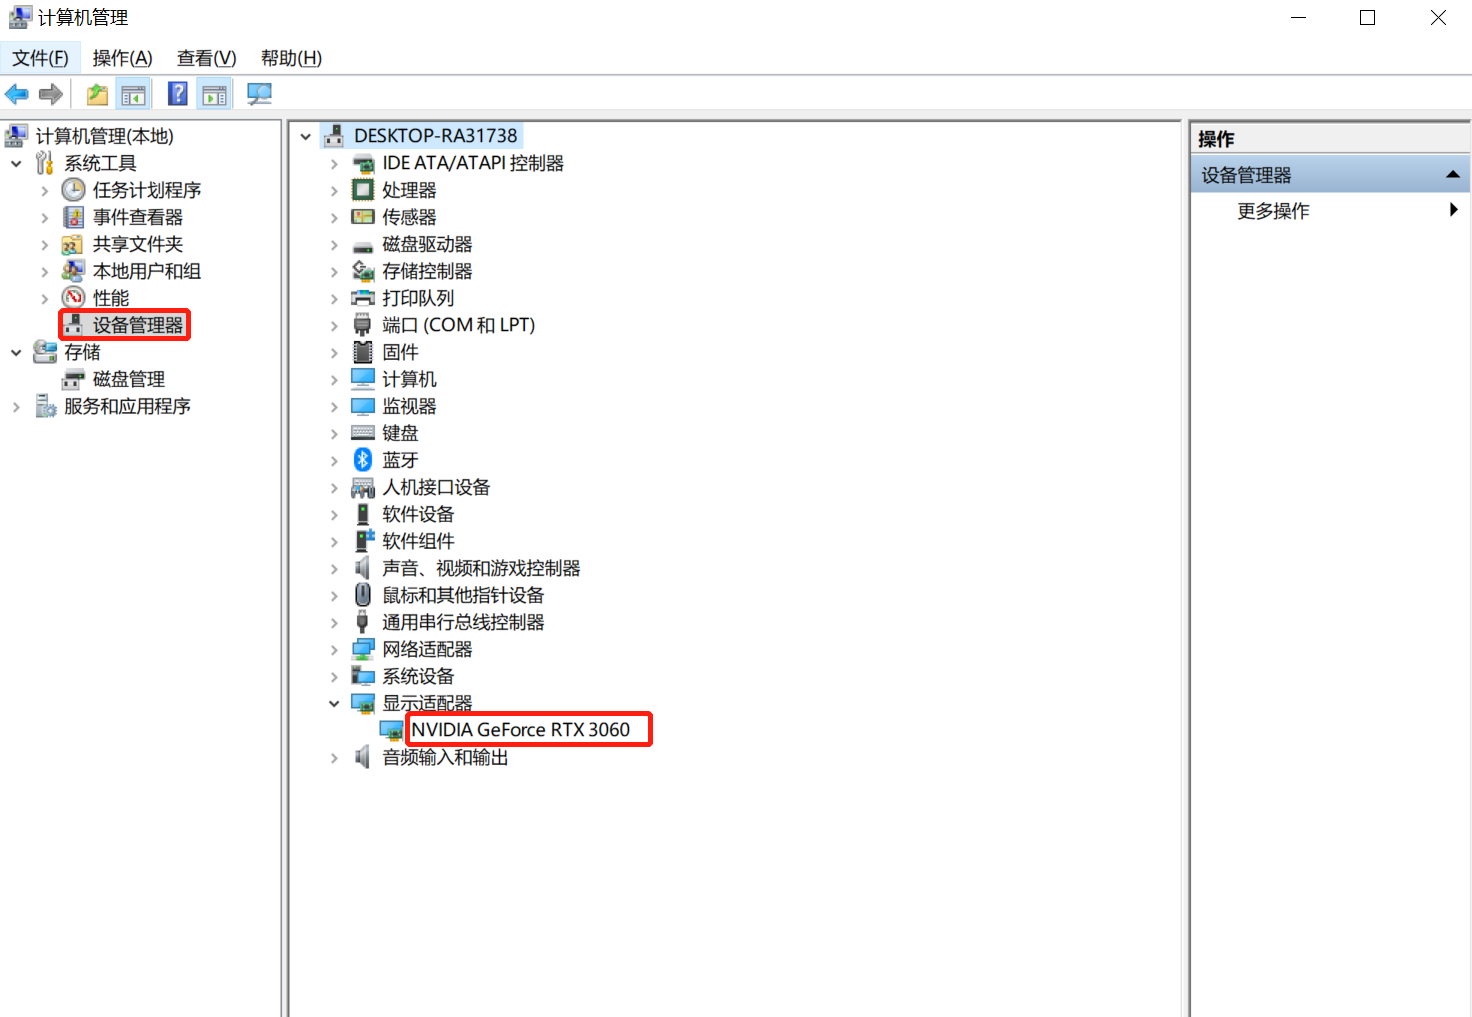 计算机管理
文件(F) 操作(A) 查看(V) 帮助(H)
计算机管理(本地)
系统工具
任务计划程序
事件查看器
共享文件夹
本地用户和组
性能
设备管理器
存储
磁盘管理
服务和应用程序
DESKTOP-RA31738
IDE ATA/ATAPI 控制器
处理器
传感器
磁盘驱动器
存储控制器
打印队列
端口 (COM 和 LPT)
固件
计算机
监视器
键盘
蓝牙
人机接口设备
软件设备
软件组件
声音、视频和游戏控制器
鼠标和其他指针设备
通用串行总线控制器
网络适配器
系统设备
显示适配器
NVIDIA GeForce RTX 3060
音频输入和输出
操作
设备管理器
更多操作